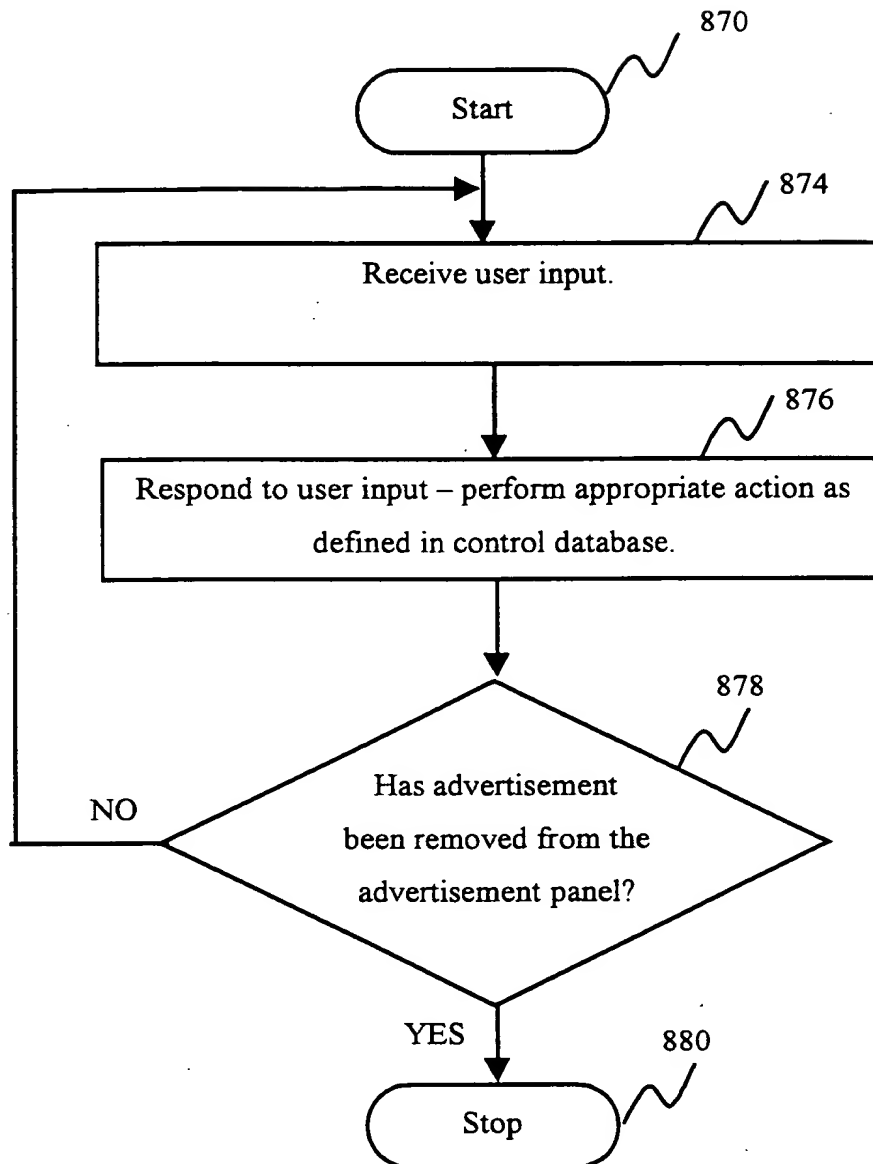 870
Start
874
Receive user input.
876
Respond to user input – perform appropriate action as
defined in control database.
878
Has advertisement
been removed from the
advertisement panel?
NO
YES
880
Stop